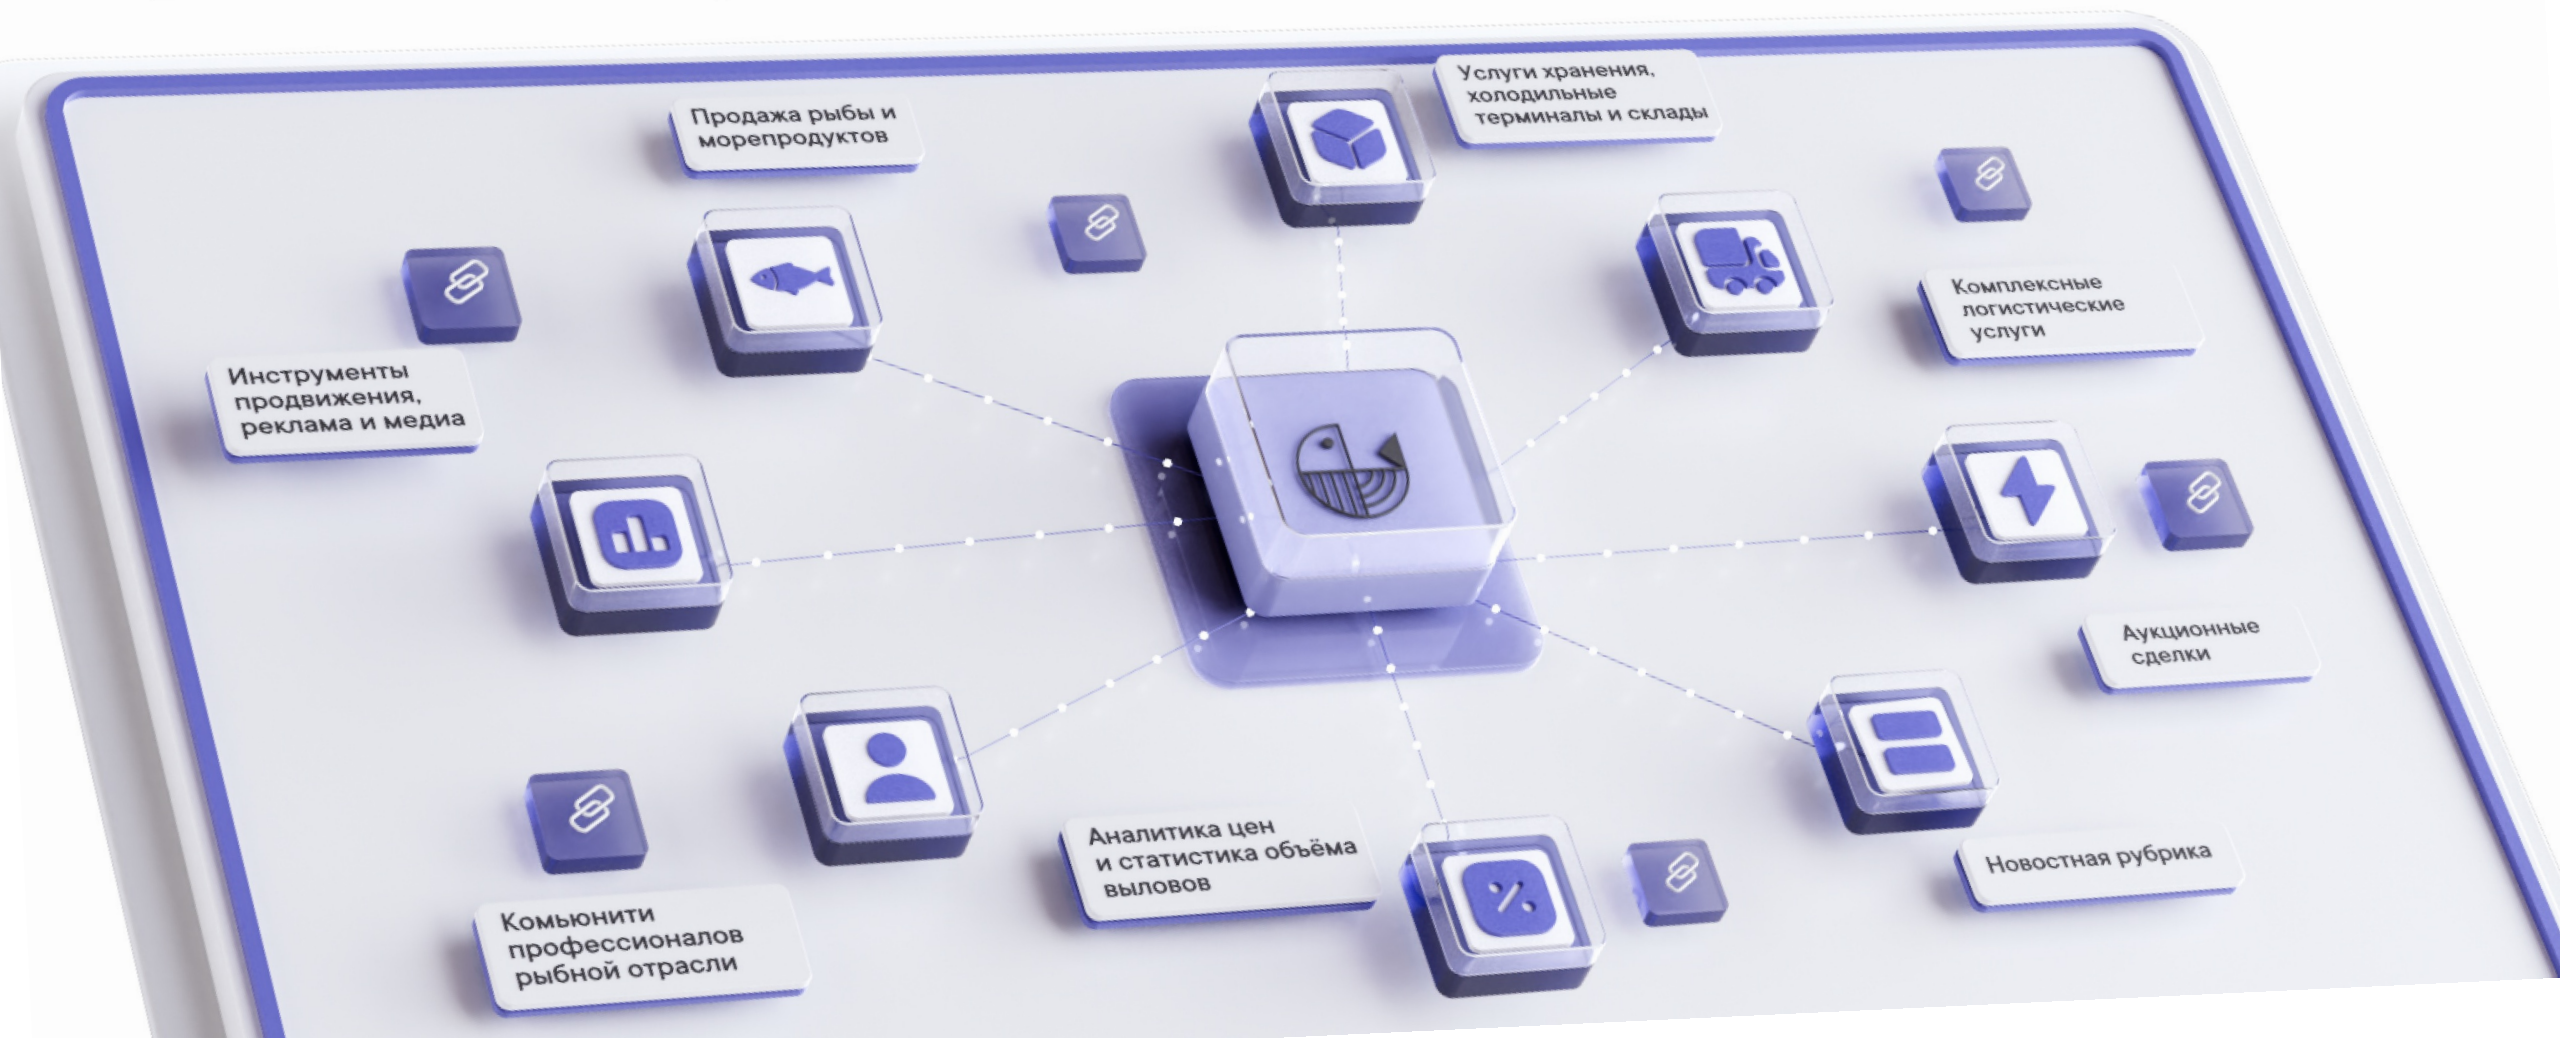 Продажа рыбы и
морепродуктов
Услуги хранения,
холодильные
терминалы и склады
Комплексные
логистические
услуги
Инструменты
продвижения,
реклама и медиа
Аукционные
сделки
Аналитика цен
и статистика объёма
выловов
Новостная рубрика
Комьюнити
профессионалов
рыбной отрасли